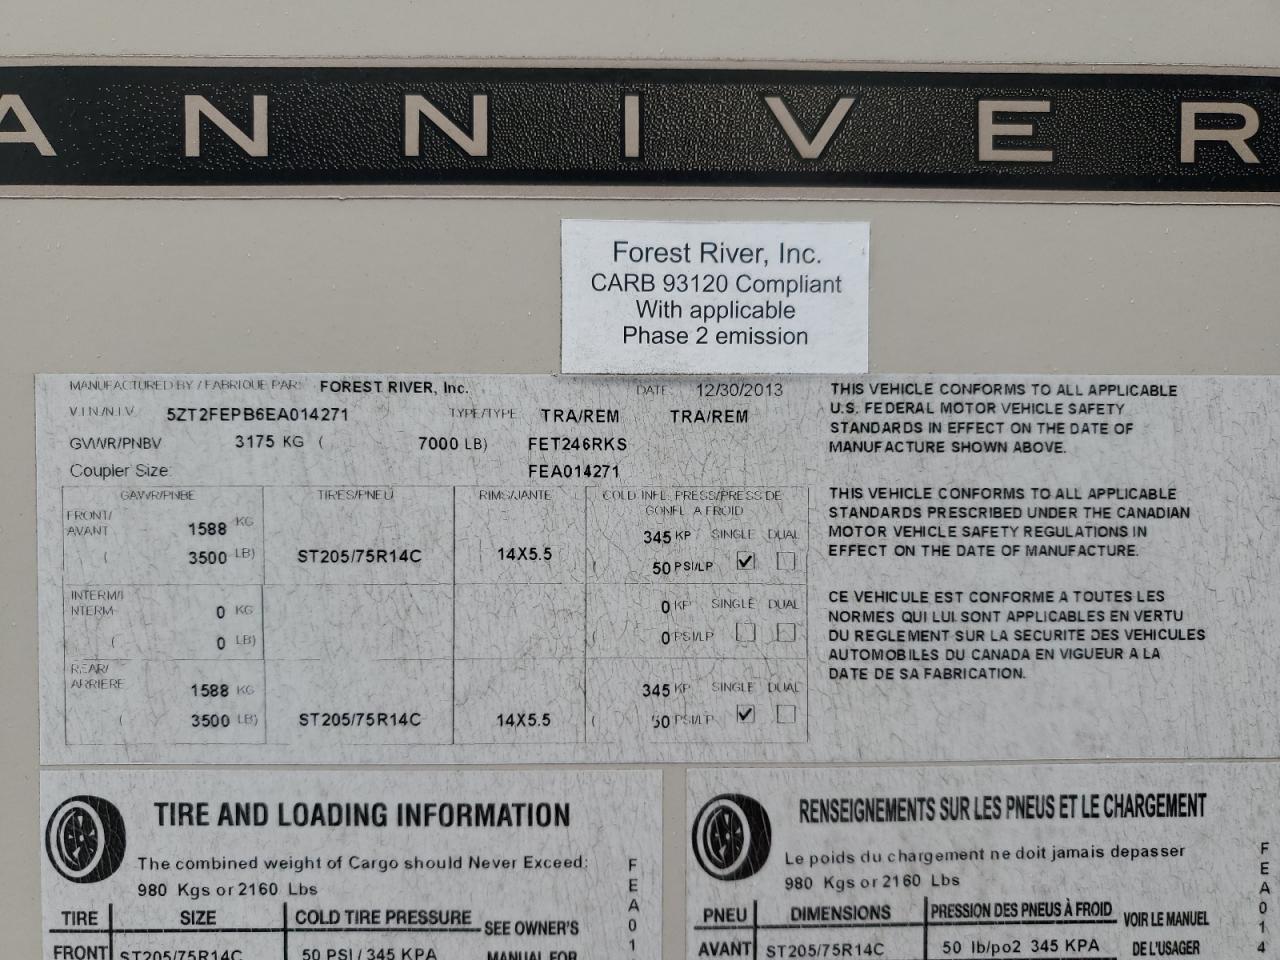 ANNIVER
Forest River, Inc.
CARB 93120 Compliant
With applicable
Phase 2 emission
MANUFACTURED BY / FABRIQUE PAR: FOREST RIVER, Inc. DATE: 12/30/2013
V.I.N./N.I.V. 5ZT2FEPB6EA014271 TYPE/TYPE TRA/REM TRA/REM
GVWR/PNBV 3175 KG ( 7000 LB) FET246RKS
Coupler Size: FEA014271
GAWR/PNBE TIRES/PNEU RIMS/JANTE COLD INFL. PRESS/PRESS DE
GONFL A FROID
FRONT/
AVANT 1588 KG 345 KP SINGLE DUAL
( 3500 LB) ST205/75R14C 14X5.5 ( 50 PSI/LP
INTERM/I
NTERM 0 KG 0 KP SINGLE DUAL
( 0 LB) ( 0 PSI/LP
REAR/
ARRIERE 1588 KG 345 KP SINGLE DUAL
( 3500 LB) ST205/75R14C 14X5.5 ( 50 PSI/LP
THIS VEHICLE CONFORMS TO ALL APPLICABLE
U.S. FEDERAL MOTOR VEHICLE SAFETY
STANDARDS IN EFFECT ON THE DATE OF
MANUFACTURE SHOWN ABOVE.
THIS VEHICLE CONFORMS TO ALL APPLICABLE
STANDARDS PRESCRIBED UNDER THE CANADIAN
MOTOR VEHICLE SAFETY REGULATIONS IN
EFFECT ON THE DATE OF MANUFACTURE.
CE VEHICULE EST CONFORME A TOUTES LES
NORMES QUI LUI SONT APPLICABLES EN VERTU
DU REGLEMENT SUR LA SECURITE DES VEHICULES
AUTOMOBILES DU CANADA EN VIGUEUR A LA
DATE DE SA FABRICATION.
TIRE AND LOADING INFORMATION
The combined weight of Cargo should Never Exceed:
980 Kgs or 2160 Lbs
TIRE SIZE COLD TIRE PRESSURE SEE OWNER'S
FRONT ST205/75R14C 50 PSI / 345 KPA MANUAL FOR
FEA01
RENSEIGNEMENTS SUR LES PNEUS ET LE CHARGEMENT
Le poids du chargement ne doit jamais depasser
980 Kgs or 2160 Lbs
PNEU DIMENSIONS PRESSION DES PNEUS À FROID VOIR LE MANUEL
AVANT ST205/75R14C 50 lb/po2 345 KPA DE L'USAGER
FEA014